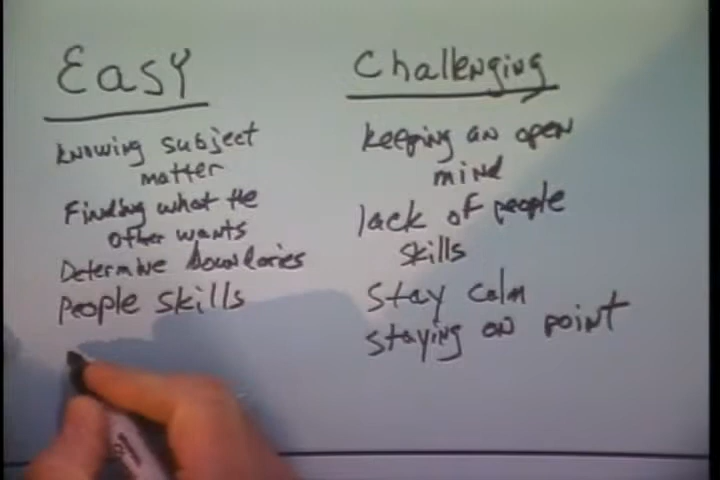 Easy
knowing subject
matter
Finding what the
other wants
Determine boundaries
People skills
Challenging
keeping an open
mind
lack of people
skills
Stay calm
staying on point